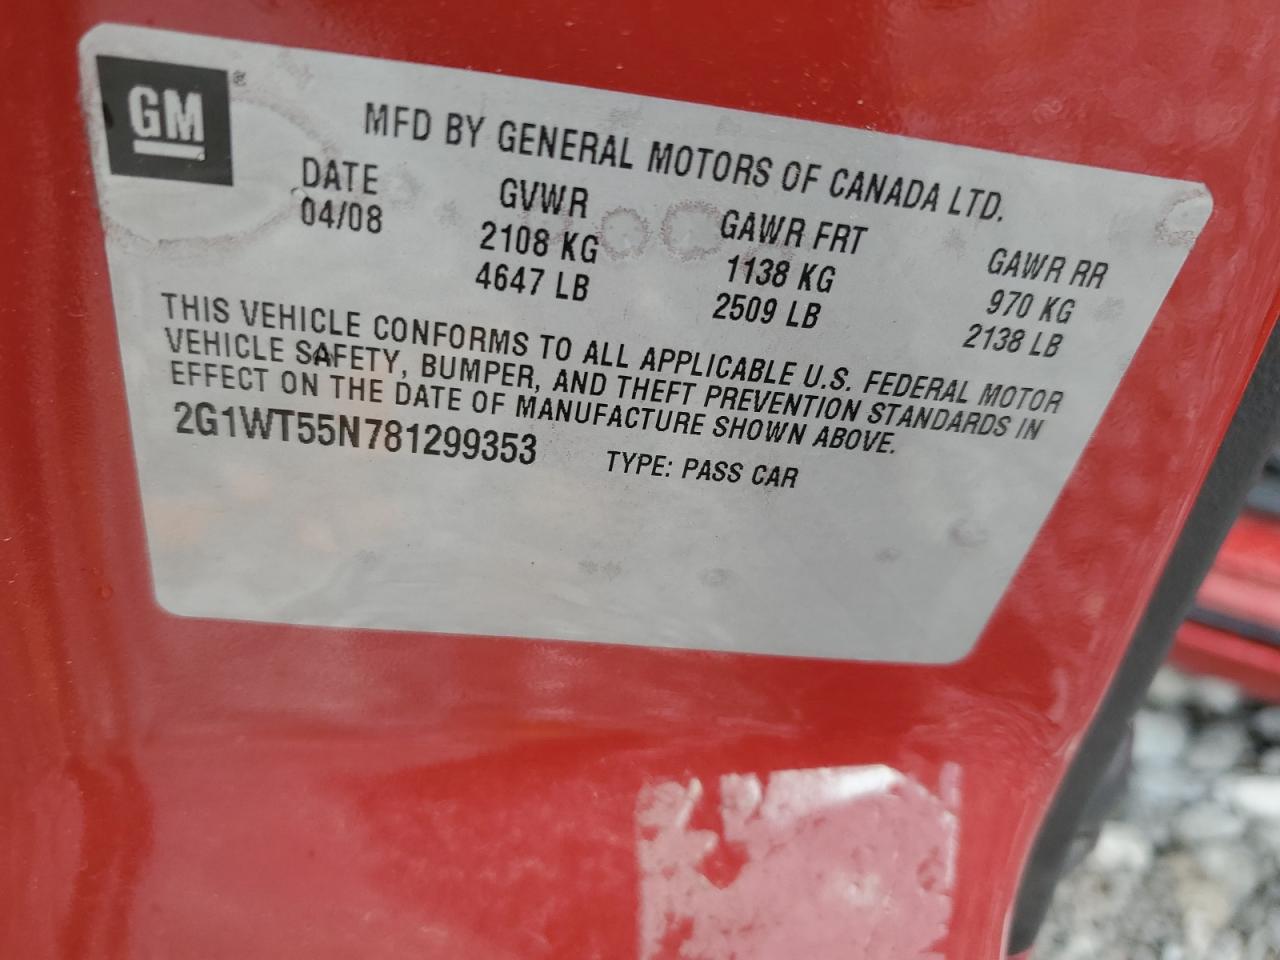 GM®
MFD BY GENERAL MOTORS OF CANADA LTD.
DATE GVWR GAWR FRT GAWR RR
04/08 2108 KG 1138 KG 970 KG
4647 LB 2509 LB 2138 LB
THIS VEHICLE CONFORMS TO ALL APPLICABLE U.S. FEDERAL MOTOR
VEHICLE SAFETY, BUMPER, AND THEFT PREVENTION STANDARDS IN
EFFECT ON THE DATE OF MANUFACTURE SHOWN ABOVE.
2G1WT55N781299353 TYPE: PASS CAR